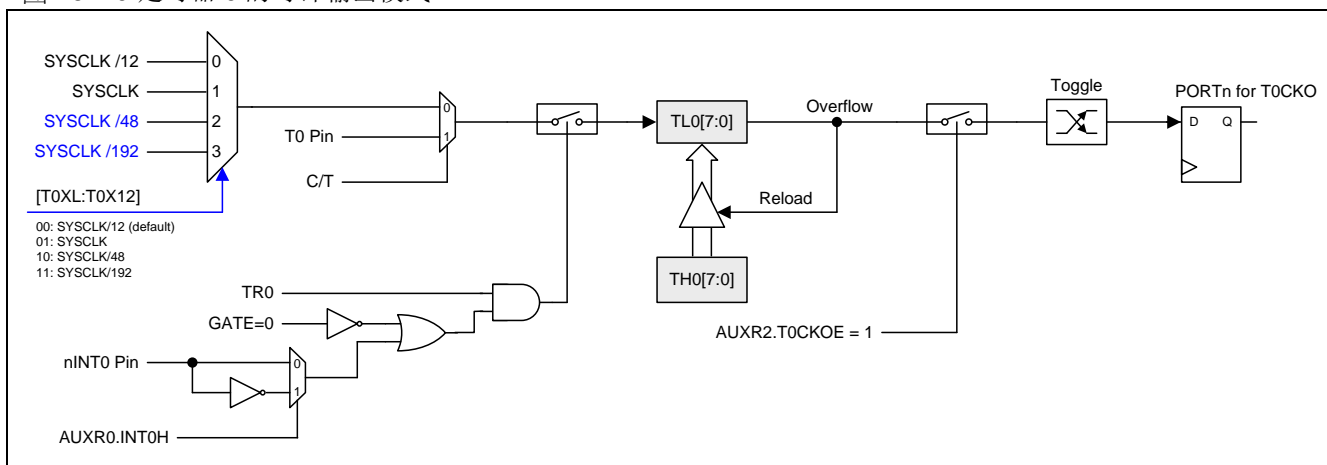 SYSCLK /12
SYSCLK
SYSCLK /48
SYSCLK /192
0
1
2
3
[T0XL:T0X12]
00: SYSCLK/12 (default)
01: SYSCLK
10: SYSCLK/48
11: SYSCLK/192
T0 Pin
C/T
0
1
TL0[7:0]
Overflow
Reload
TH0[7:0]
Toggle
PORTn for T0CKO
D Q
TR0
GATE=0
nINT0 Pin
0
1
AUXR0.INT0H
AUXR2.T0CKOE = 1